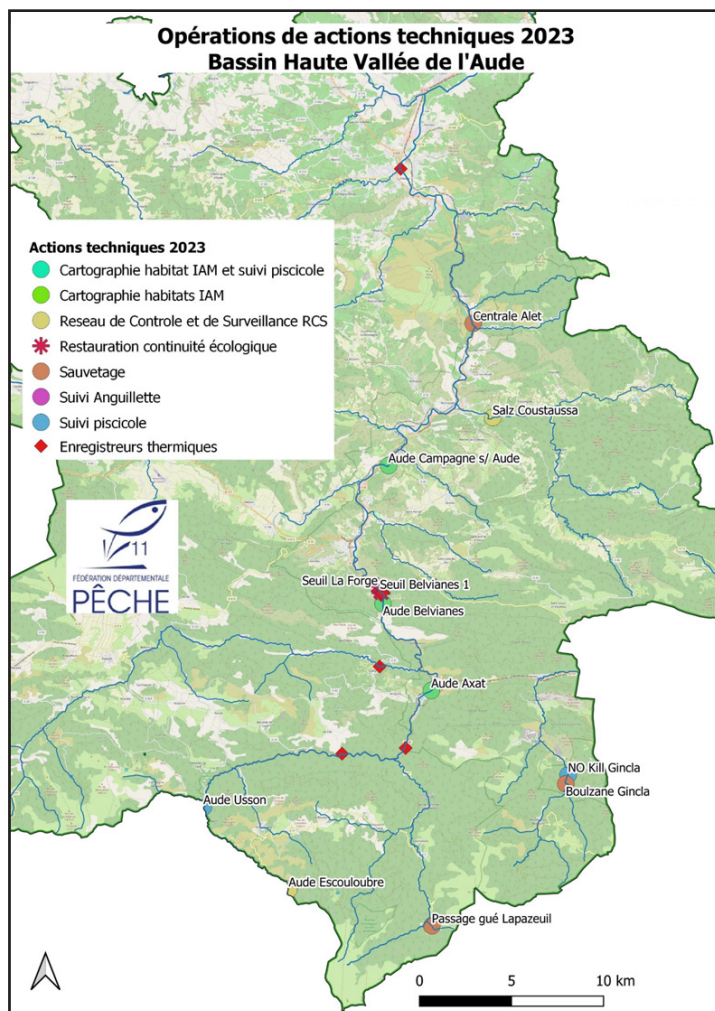 Opérations de actions techniques 2023
Bassin Haute Vallée de l'Aude
Actions techniques 2023
Cartographie habitat IAM et suivi piscicole
Cartographie habitats IAM
Reseau de Controle et de Surveillance RCS
Restauration continuité écologique
Sauvetage
Suivi Anguillette
Suivi piscicole
Enregistreurs thermiques
11
FÉDÉRATION DÉPARTEMENTALE
PÊCHE
Centrale Alet
Salz Coustaussa
Aude Campagne s/ Aude
Seuil La Forge
Seuil Belvianes 1
Aude Belvianes
Aude Axat
NO Kill Gincla
Boulzane Gincla
Aude Usson
Aude Escouloubre
Passage gué Lapazeuil
0 5 10 km